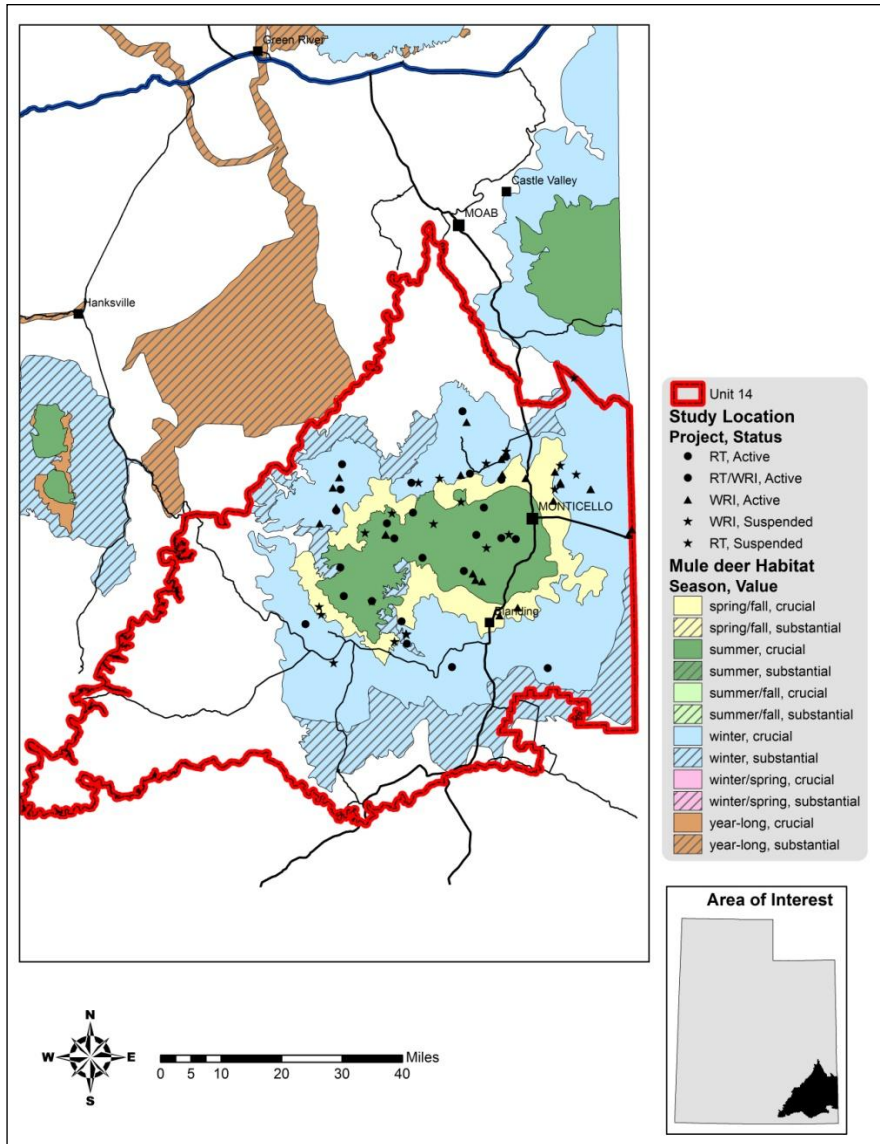 Green River
Castle Valley
MOAB
Hanksville
MONTICELLO
Blanding
Unit 14
Study Location
Project, Status
RT, Active
RT/WRI, Active
WRI, Active
WRI, Suspended
RT, Suspended
Mule deer Habitat
Season, Value
spring/fall, crucial
spring/fall, substantial
summer, crucial
summer, substantial
summer/fall, crucial
summer/fall, substantial
winter, crucial
winter, substantial
winter/spring, crucial
winter/spring, substantial
year-long, crucial
year-long, substantial
Area of Interest
N
W E
S
Miles
0 5 10 20 30 40